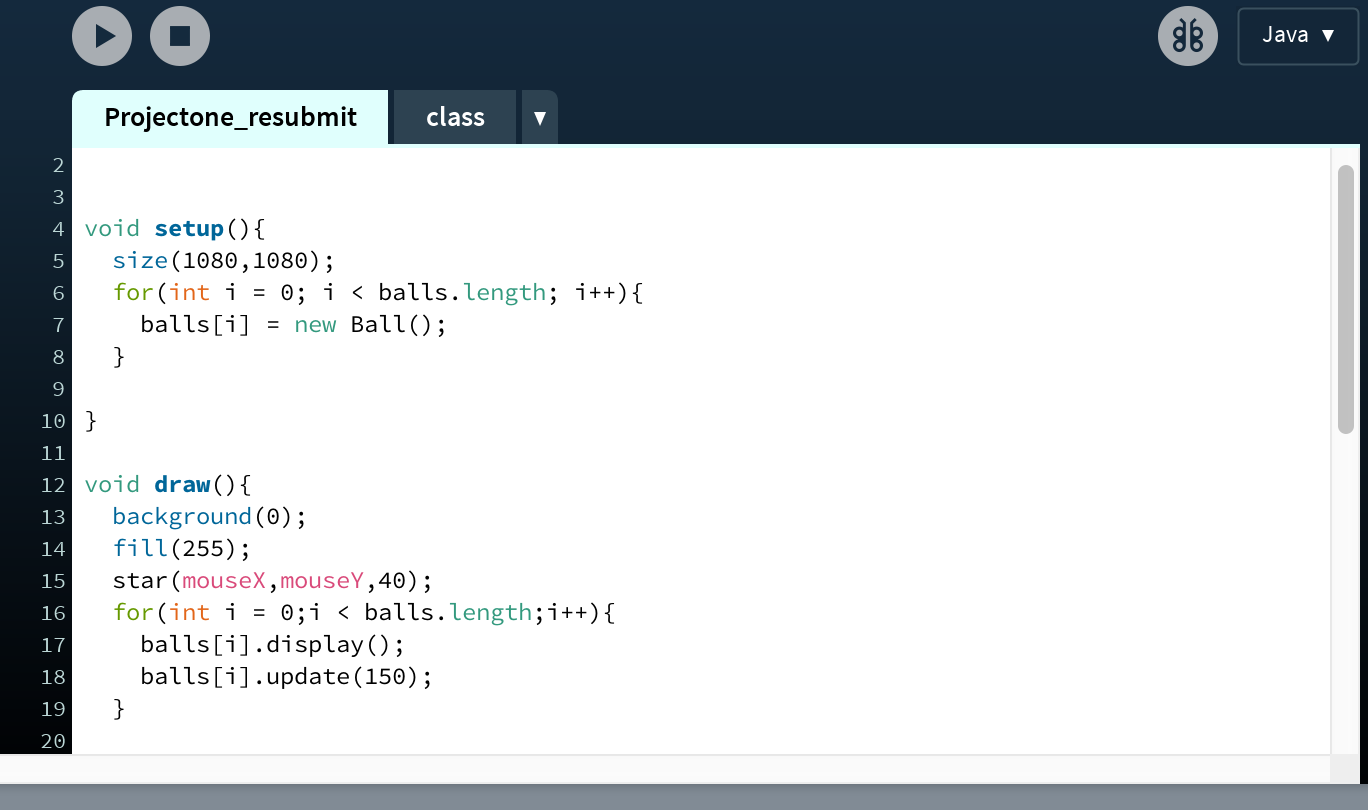 Java ▼
Projectone_resubmit class ▼
2
3
4 void setup(){
5 size(1080,1080);
6 for(int i = 0; i < balls.length; i++){
7 balls[i] = new Ball();
8 }
9
10 }
11
12 void draw(){
13 background(0);
14 fill(255);
15 star(mouseX,mouseY,40);
16 for(int i = 0;i < balls.length;i++){
17 balls[i].display();
18 balls[i].update(150);
19 }
20